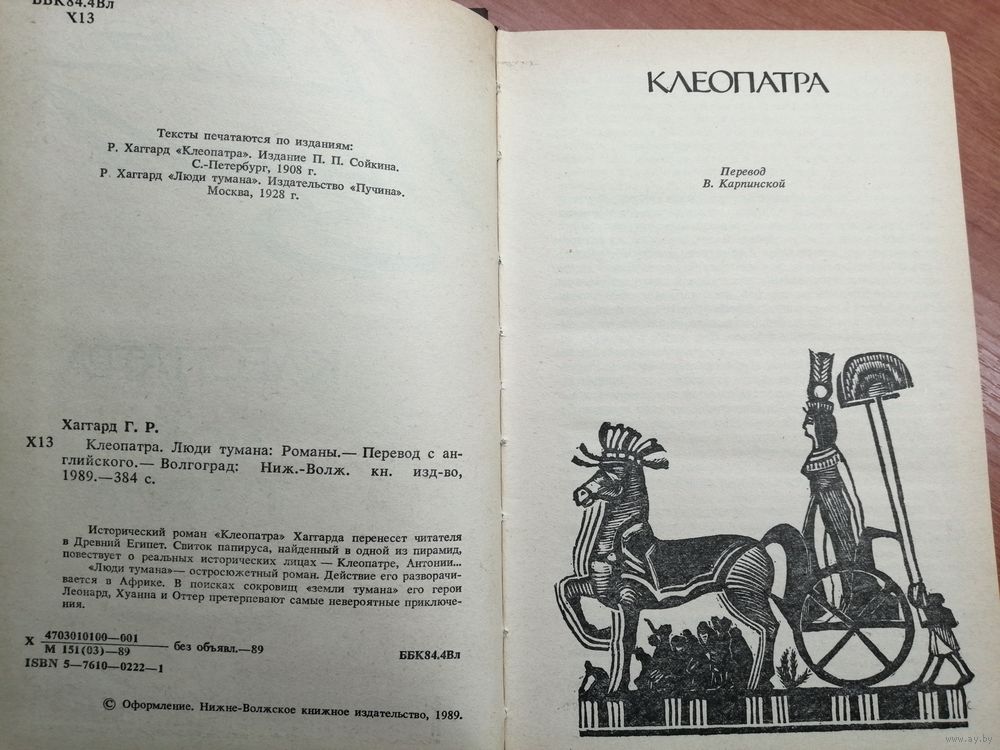 ББК84.4Вл
Х13
Тексты печатаются по изданиям:
Р. Хаггард «Клеопатра». Издание П. П. Сойкина.
С.-Петербург, 1908 г.
Р. Хаггард «Люди тумана». Издательство «Пучина».
Москва, 1928 г.
Хаггард Г. Р.
Х13 Клеопатра. Люди тумана: Романы.— Перевод с ан-
глийского.— Волгоград: Ниж.-Волж. кн. изд-во,
1989.—384 с.
Исторический роман «Клеопатра» Хаггарда перенесет читателя
в Древний Египет. Свиток папируса, найденный в одной из пирамид,
повествует о реальных исторических лицах — Клеопатре, Антонии...
«Люди тумана»— остросюжетный роман. Действие его разворачи-
вается в Африке. В поисках сокровищ «земли тумана» его герои
Леонард, Хуанна и Оттер претерпевают самые невероятные приключе-
ния.
Х 4703010100—001
М 151(03)—89 без объявл.—89 ББК84.4Вл
ISBN 5—7610—0222—1
© Оформление. Нижне-Волжское книжное издательство, 1989.
КЛЕОПАТРА
Перевод
В. Карпинской
www.ay.by